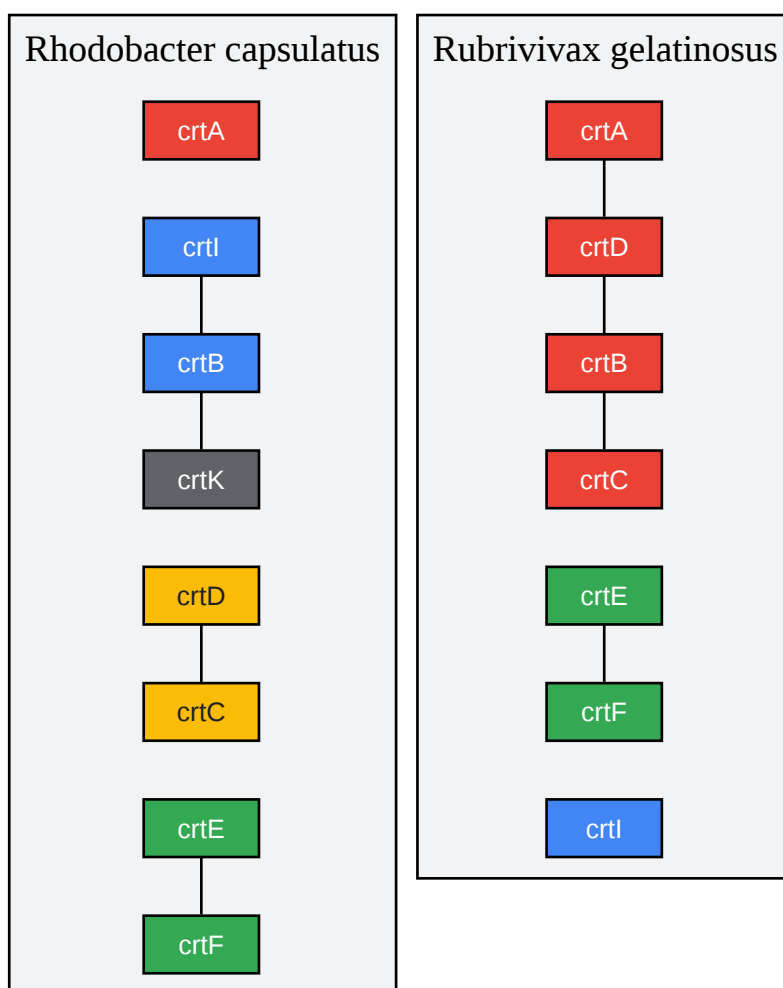 Rhodobacter capsulatus
crtA
crtI
crtB
crtK
crtD
crtC
crtE
crtF
Rubrivivax gelatinosus
crtA
crtD
crtB
crtC
crtE
crtF
crtI